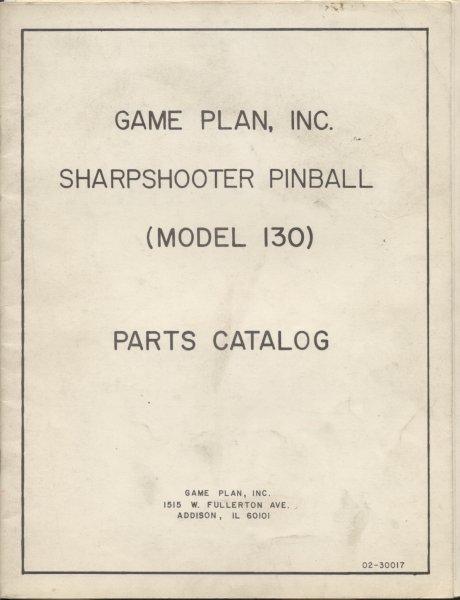 GAME PLAN, INC.
SHARPSHOOTER PINBALL
(MODEL 130)
PARTS CATALOG
GAME PLAN, INC.
1515 W. FULLERTON AVE.
ADDISON, IL 60101
02-30017